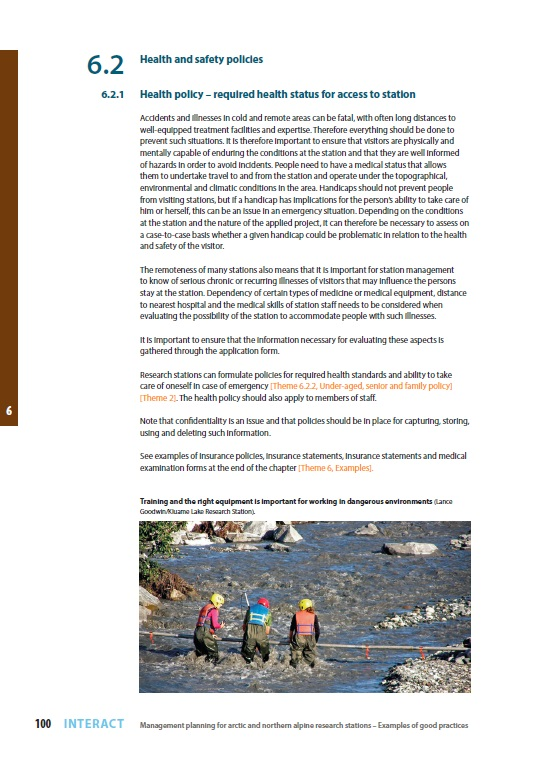 6.2 Health and safety policies
6.2.1 Health policy – required health status for access to station
Accidents and illnesses in cold and remote areas can be fatal, with often long distances to
well-equipped treatment facilities and expertise. Therefore everything should be done to
prevent such situations. It is therefore important to ensure that visitors are physically and
mentally capable of enduring the conditions at the station and that they are well informed
of hazards in order to avoid incidents. People need to have a medical status that allows
them to undertake travel to and from the station and operate under the topographical,
environmental and climatic conditions in the area. Handicaps should not prevent people
from visiting stations, but if a handicap has implications for the person's ability to take care of
him or herself, this can be an issue in an emergency situation. Depending on the conditions
at the station and the nature of the applied project, it can therefore be necessary to assess on
a case-to-case basis whether a given handicap could be problematic in relation to the health
and safety of the visitor.
The remoteness of many stations also means that it is important for station management
to know of serious chronic or recurring illnesses of visitors that may influence the persons
stay at the station. Dependency of certain types of medicine or medical equipment, distance
to nearest hospital and the medical skills of station staff needs to be considered when
evaluating the possibility of the station to accommodate people with such illnesses.
It is important to ensure that the information necessary for evaluating these aspects is
gathered through the application form.
Research stations can formulate policies for required health standards and ability to take
care of oneself in case of emergency [Theme 6.2.2, Under-aged, senior and family policy]
[Theme 2]. The health policy should also apply to members of staff.
Note that confidentiality is an issue and that policies should be in place for capturing, storing,
using and deleting such information.
See examples of insurance policies, insurance statements, insurance statements and medical
examination forms at the end of the chapter [Theme 6, Examples].
6
Training and the right equipment is important for working in dangerous environments (Lance
Goodwin/Kluame Lake Research Station).
100 INTERACT Management planning for arctic and northern alpine research stations – Examples of good practices